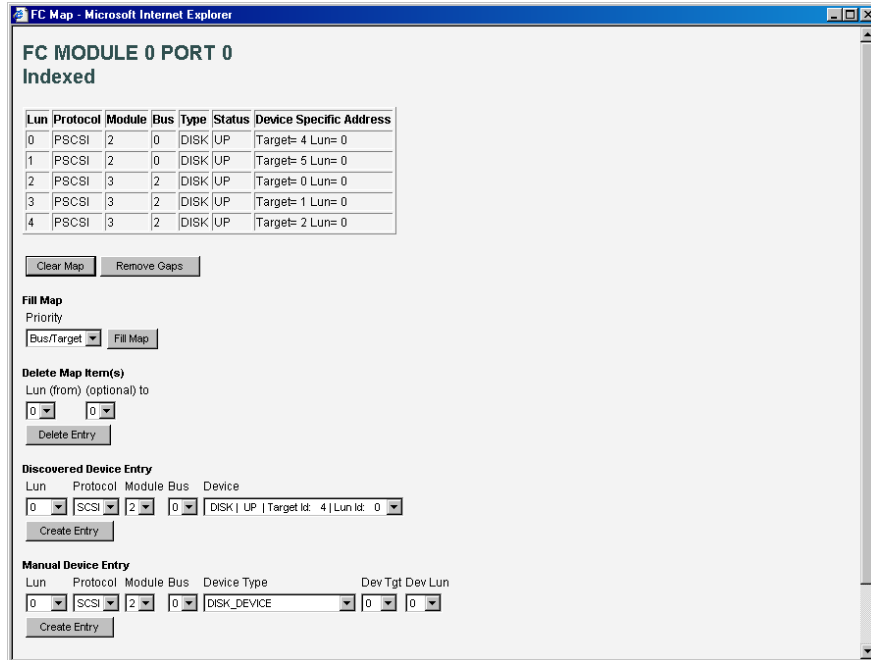 FC Map - Microsoft Internet Explorer
FC MODULE 0 PORT 0
Indexed
Lun Protocol Module Bus Type Status Device Specific Address
0 PSCSI 2 0 DISK UP Target= 4 Lun= 0
1 PSCSI 2 0 DISK UP Target= 5 Lun= 0
2 PSCSI 3 2 DISK UP Target= 0 Lun= 0
3 PSCSI 3 2 DISK UP Target= 1 Lun= 0
4 PSCSI 3 2 DISK UP Target= 2 Lun= 0
Clear Map Remove Gaps
Fill Map
Priority
Bus/Target Fill Map
Delete Map Item(s)
Lun (from) (optional) to
0 0
Delete Entry
Discovered Device Entry
Lun Protocol Module Bus Device
0 SCSI 2 0 DISK | UP | Target Id: 4 | Lun Id: 0
Create Entry
Manual Device Entry
Lun Protocol Module Bus Device Type Dev Tgt Dev Lun
0 SCSI 2 0 DISK_DEVICE 0 0
Create Entry